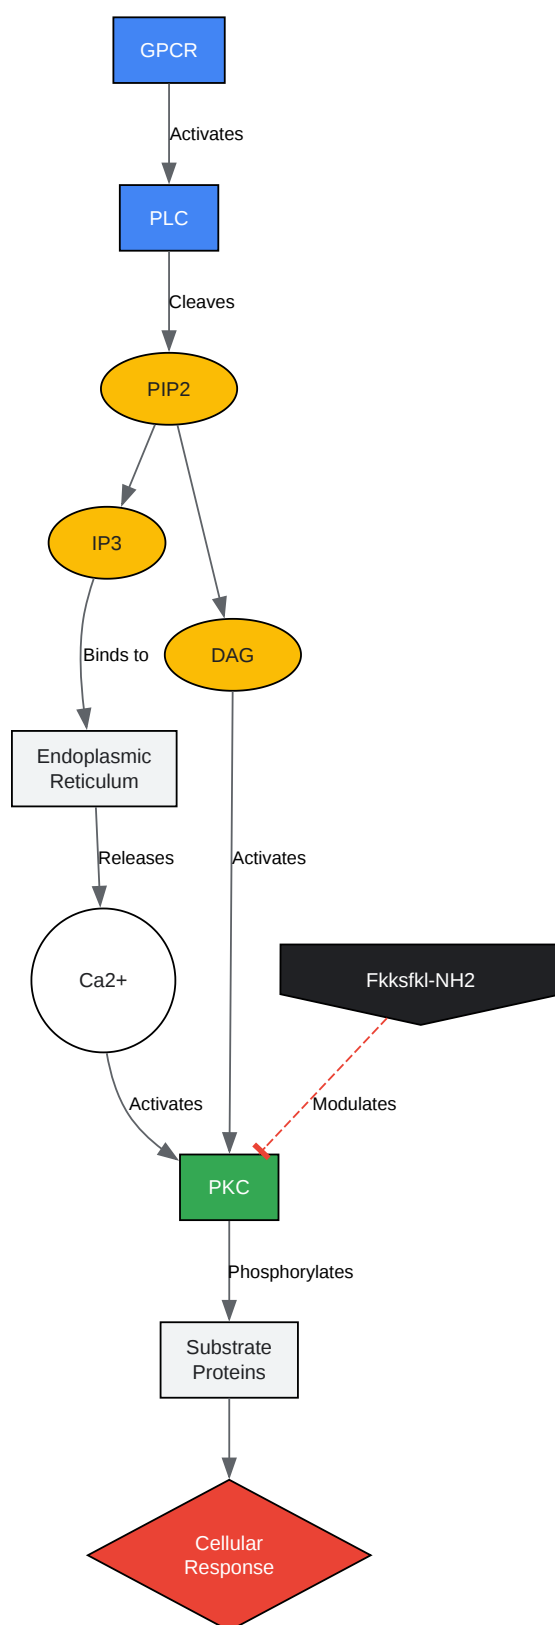 GPCR
Activates
PLC
Cleaves
PIP2
IP3
Binds to
DAG
Endoplasmic
Reticulum
Releases
Activates
Ca2+
Fkksfkl-NH2
Activates
Modulates
PKC
Phosphorylates
Substrate
Proteins
Cellular
Response